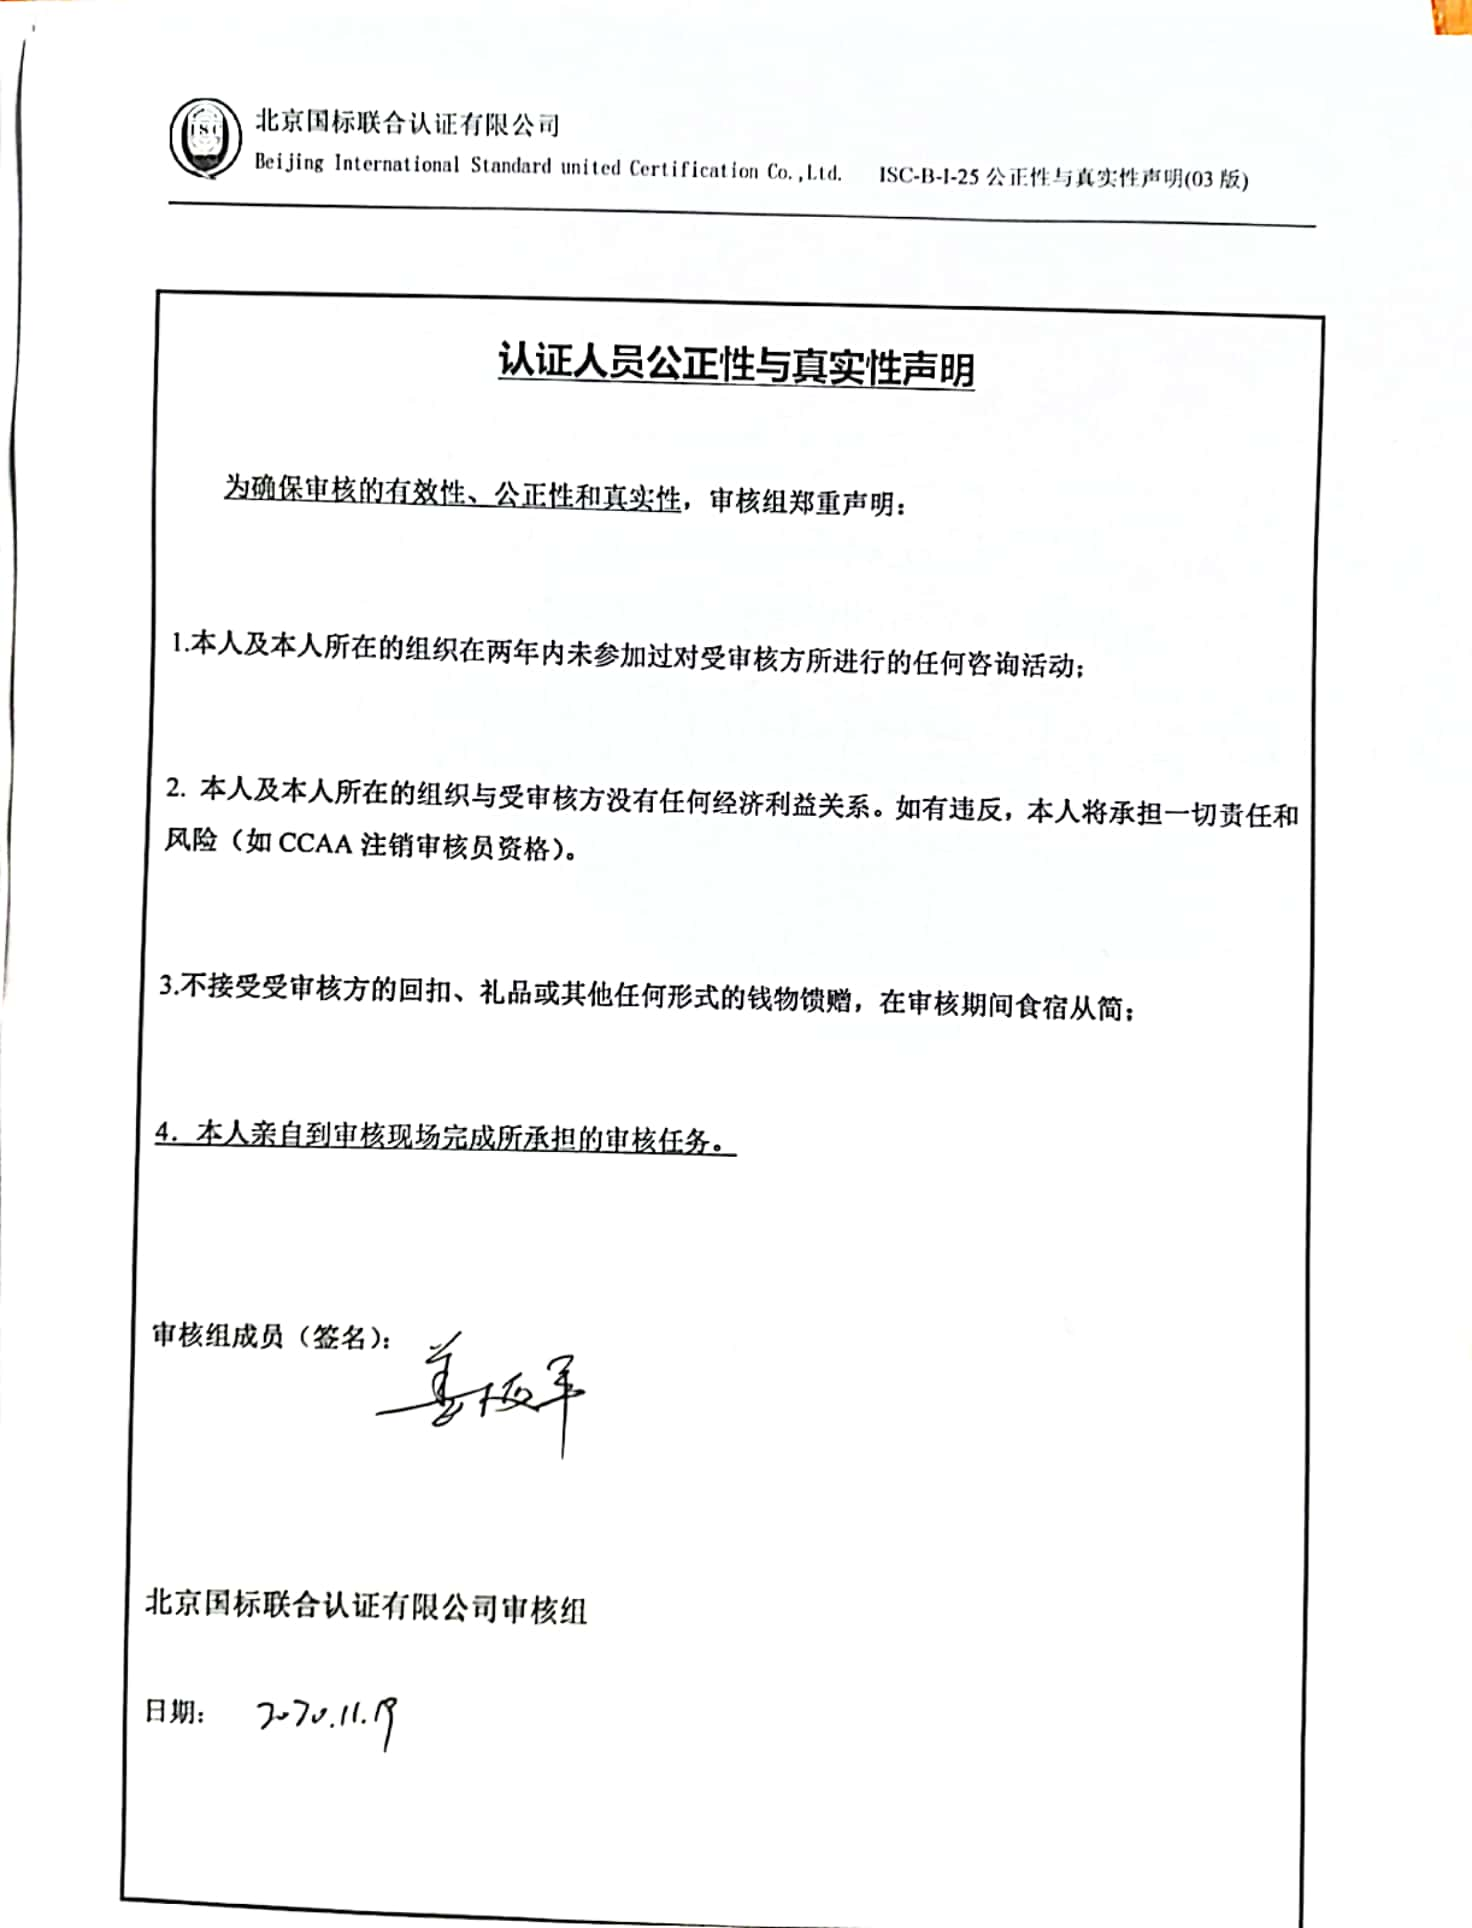 ISC
北京国标联合认证有限公司
Beijing International Standard united Certification Co.,Ltd. ISC-B-I-25 公正性与真实性声明(03 版)
认证人员公正性与真实性声明
为确保审核的有效性、公正性和真实性，审核组郑重声明：
1.本人及本人所在的组织在两年内未参加过对受审核方所进行的任何咨询活动；
2. 本人及本人所在的组织与受审核方没有任何经济利益关系。如有违反，本人将承担一切责任和
风险（如 CCAA 注销审核员资格）。
3.不接受受审核方的回扣、礼品或其他任何形式的钱物馈赠，在审核期间食宿从简；
4. 本人亲自到审核现场完成所承担的审核任务。
审核组成员（签名）：
北京国标联合认证有限公司审核组
日期： 2020.11.19